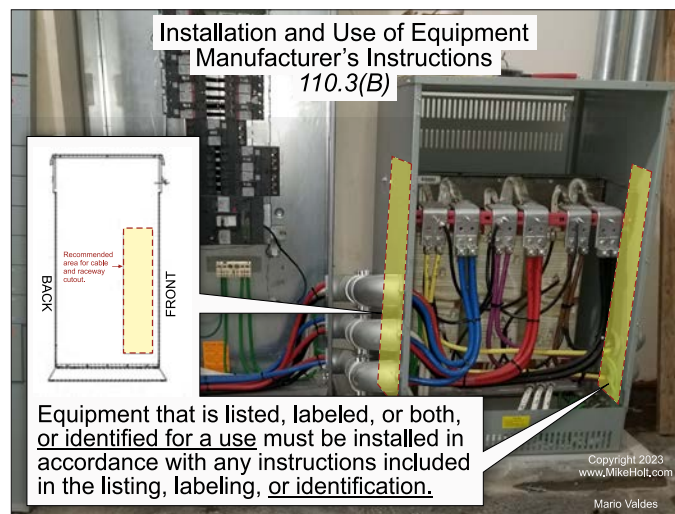 Installation and Use of Equipment
Manufacturer's Instructions
110.3(B)
Recommended
area for cable
and raceway
cutout.
BACK
FRONT
Equipment that is listed, labeled, or both,
or identified for a use must be installed in
accordance with any instructions included
in the listing, labeling, or identification.
Copyright 2023
www.MikeHolt.com
Mario Valdes